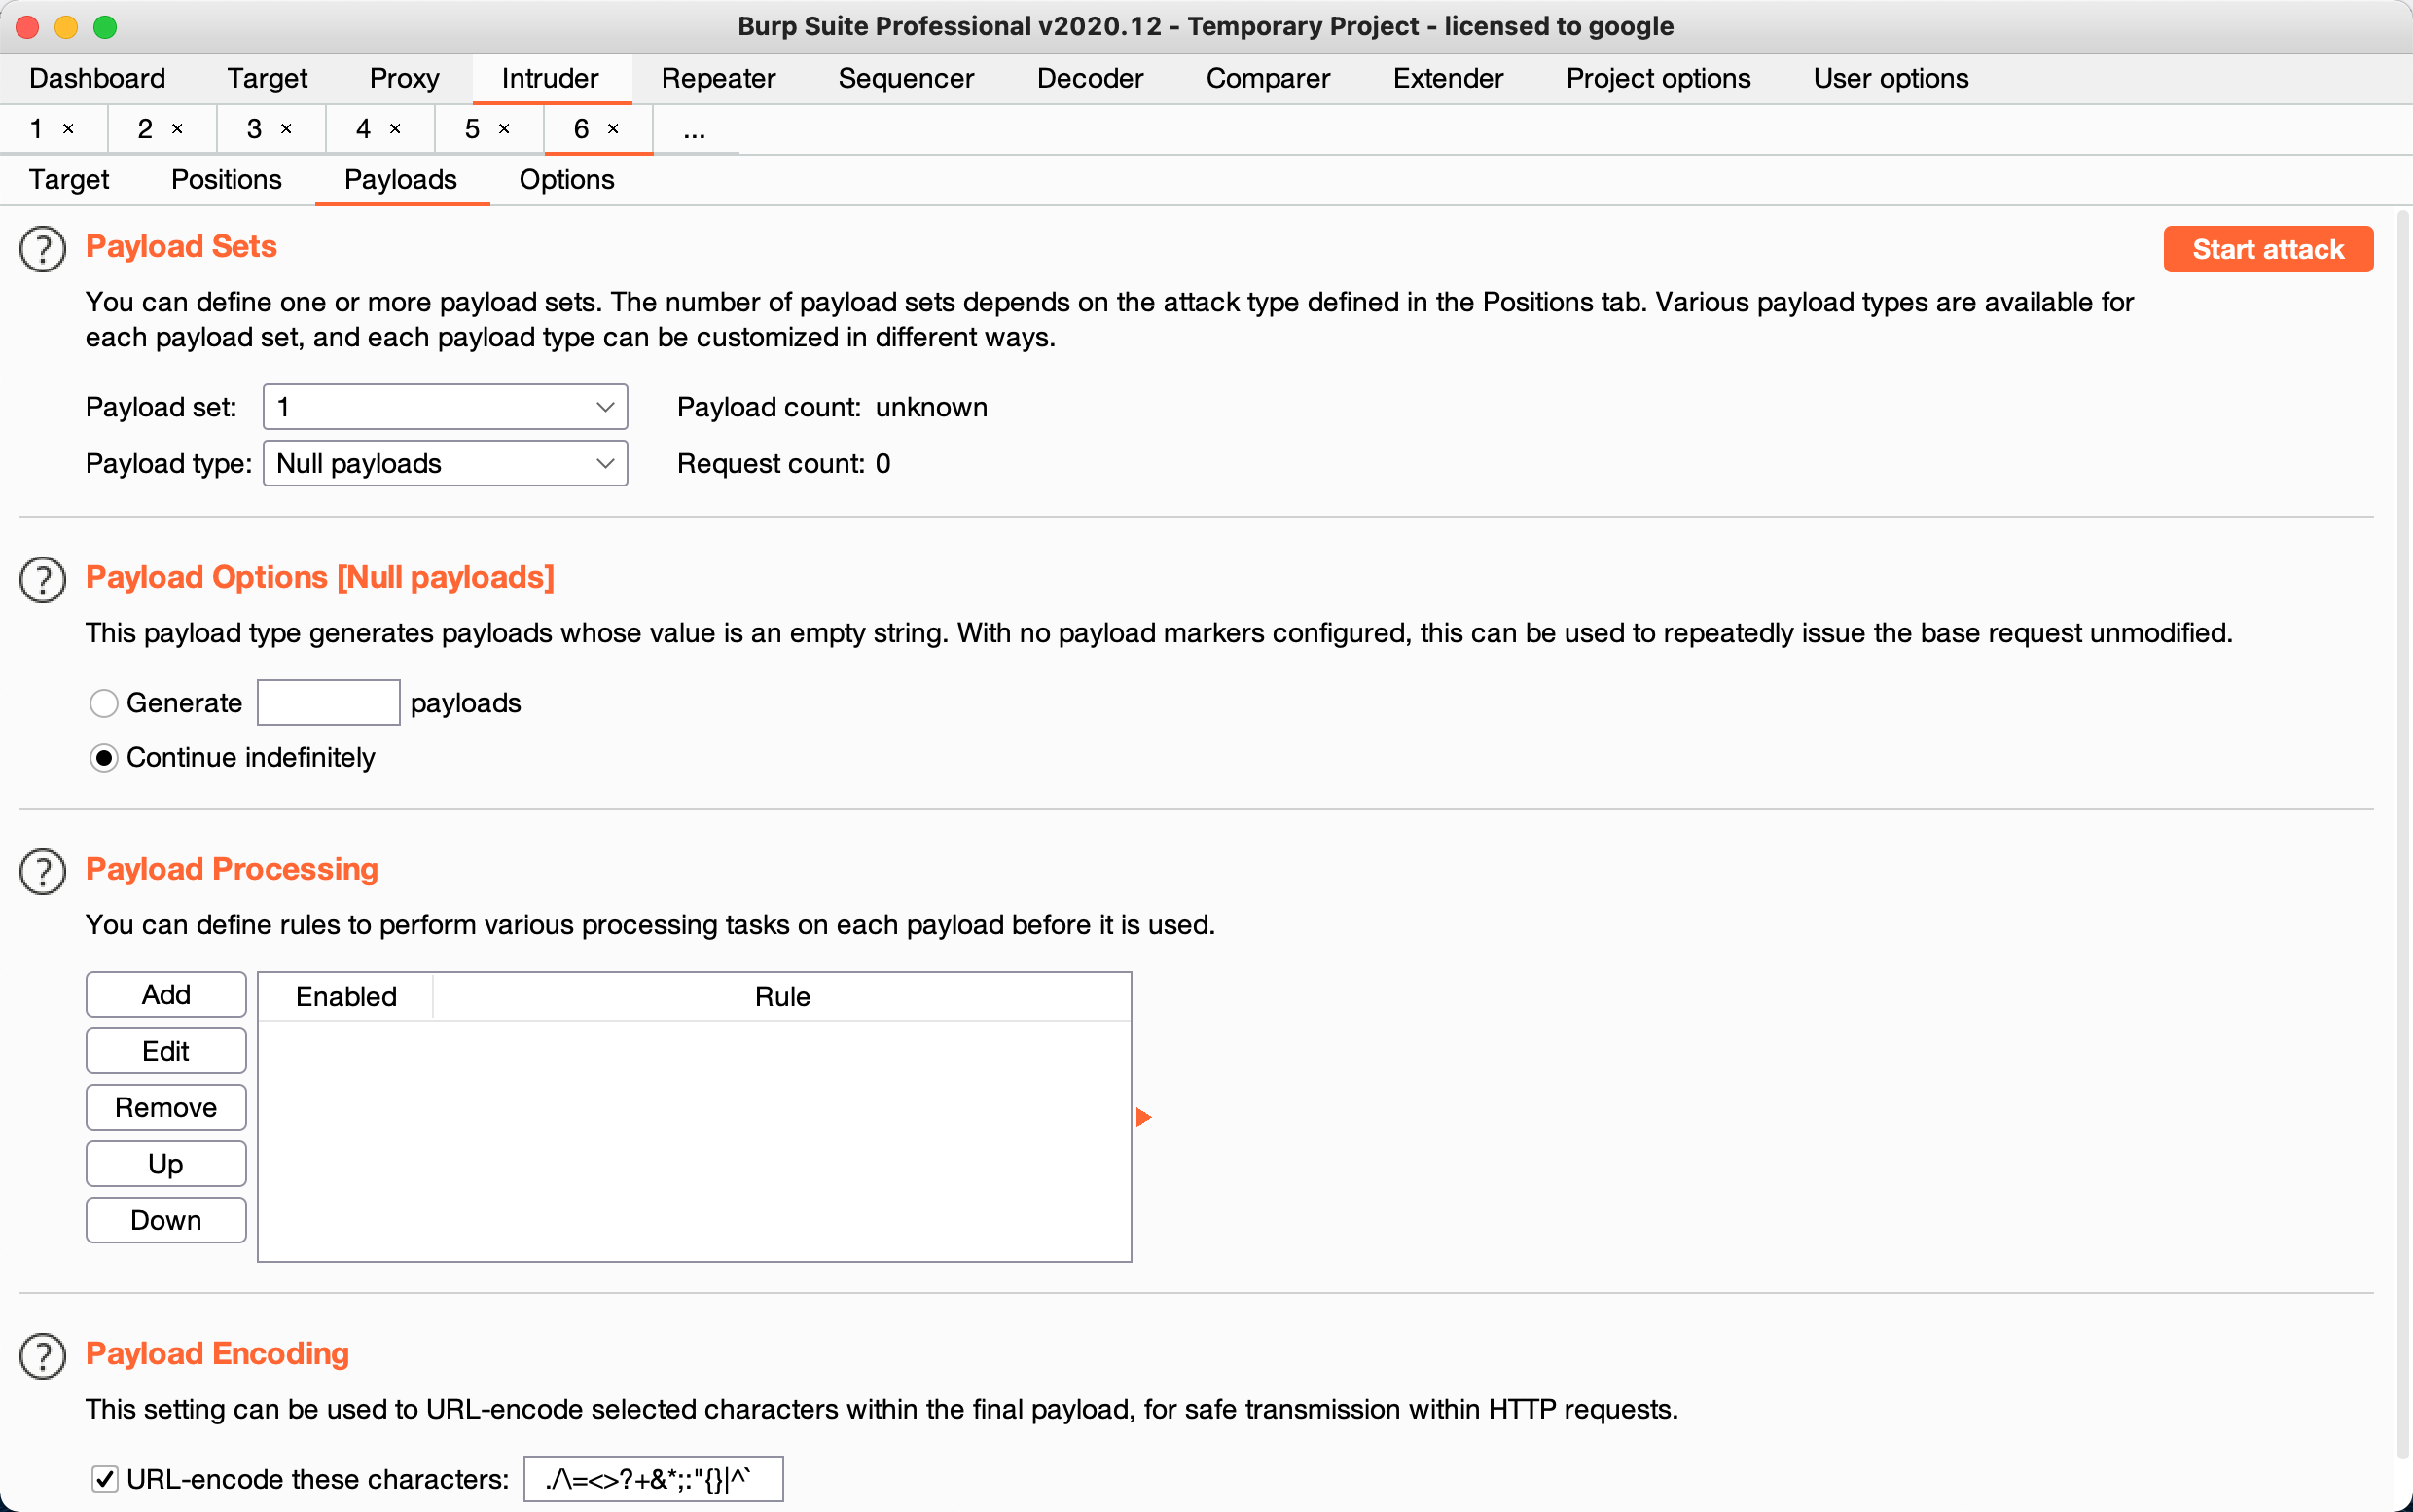 Burp Suite Professional v2020.12 - Temporary Project - licensed to google
Dashboard Target Proxy Intruder Repeater Sequencer Decoder Comparer Extender Project options User options
1 × 2 × 3 × 4 × 5 × 6 × ...
Target Positions Payloads Options
? Payload Sets Start attack
You can define one or more payload sets. The number of payload sets depends on the attack type defined in the Positions tab. Various payload types are available for
each payload set, and each payload type can be customized in different ways.
Payload set: 1 Payload count: unknown
Payload type: Null payloads Request count: 0
? Payload Options [Null payloads]
This payload type generates payloads whose value is an empty string. With no payload markers configured, this can be used to repeatedly issue the base request unmodified.
Generate payloads
Continue indefinitely
? Payload Processing
You can define rules to perform various processing tasks on each payload before it is used.
Add Enabled Rule
Edit
Remove
Up
Down
? Payload Encoding
This setting can be used to URL-encode selected characters within the final payload, for safe transmission within HTTP requests.
URL-encode these characters: ./\=<>?+&*;:"{}|^`